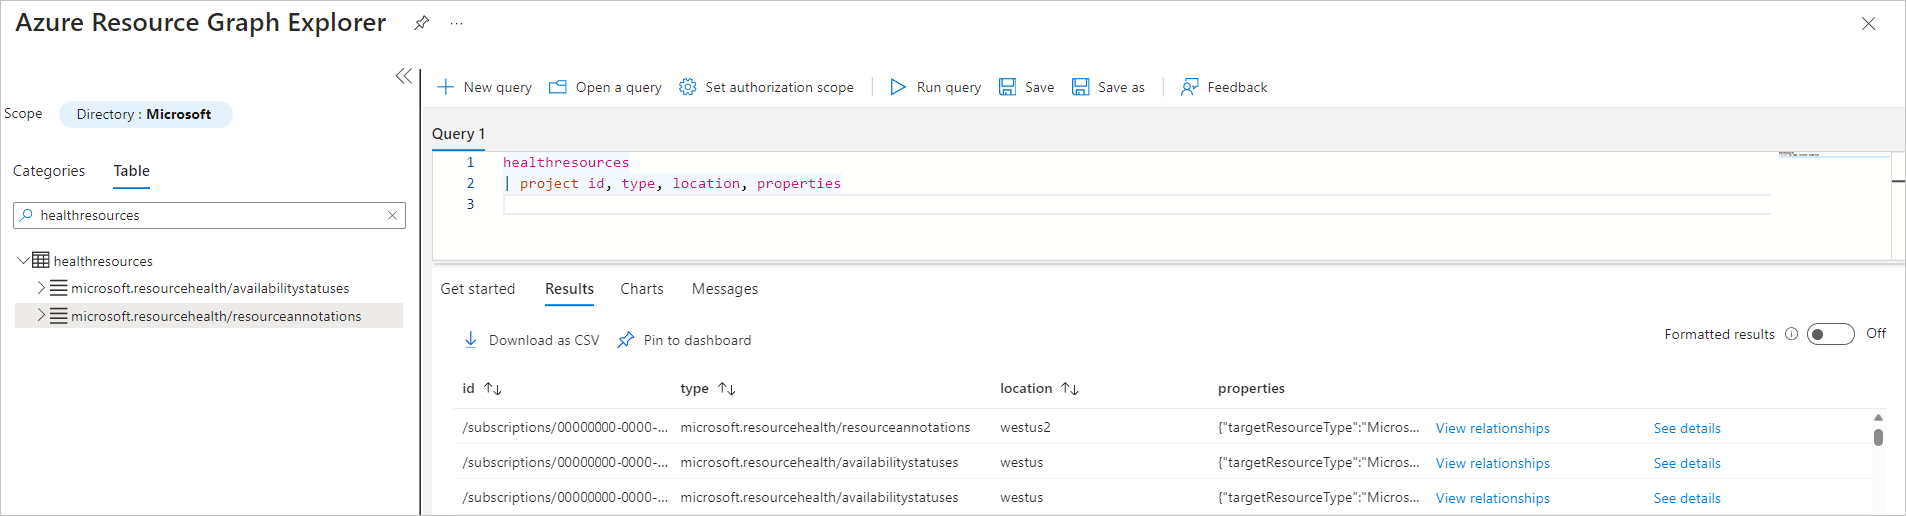 Azure Resource Graph Explorer
Scope Directory : Microsoft
Categories Table
healthresources
healthresources
microsoft.resourcehealth/availabilitystatuses
microsoft.resourcehealth/resourceannotations
New query Open a query Set authorization scope Run query Save Save as Feedback
Query 1
1 healthresources
2 | project id, type, location, properties
3
Get started Results Charts Messages
Download as CSV Pin to dashboard Formatted results Off
id type location properties
/subscriptions/00000000-0000-... microsoft.resourcehealth/resourceannotations westus2 {"targetResourceType":"Micros... View relationships See details
/subscriptions/00000000-0000-... microsoft.resourcehealth/availabilitystatuses westus {"targetResourceType":"Micros... View relationships See details
/subscriptions/00000000-0000-... microsoft.resourcehealth/availabilitystatuses westus {"targetResourceType":"Micros... View relationships See details